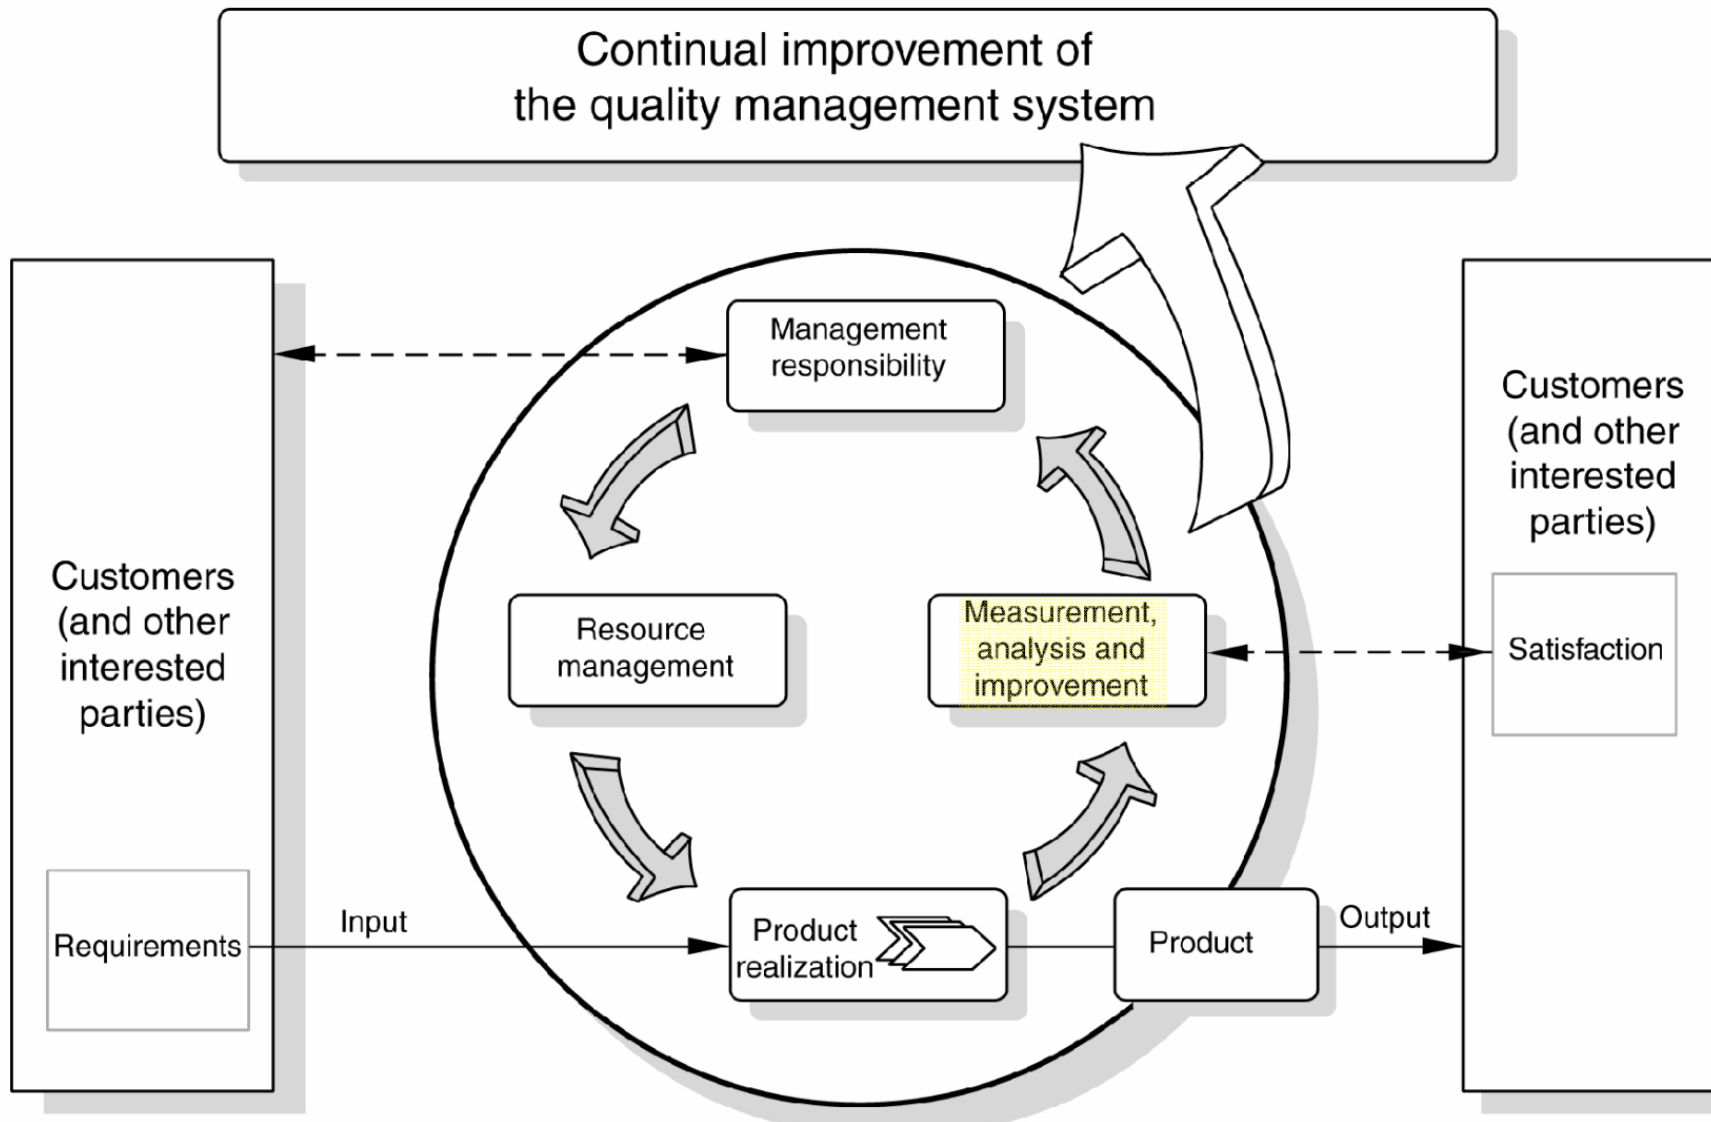 Continual improvement of
the quality management system
Management
responsibility
Customers
(and other
interested
parties)
Customers
(and other
interested
parties)
Resource
management
Measurement,
analysis and
improvement
Satisfaction
Requirements
Input
Product
realization
Product
Output